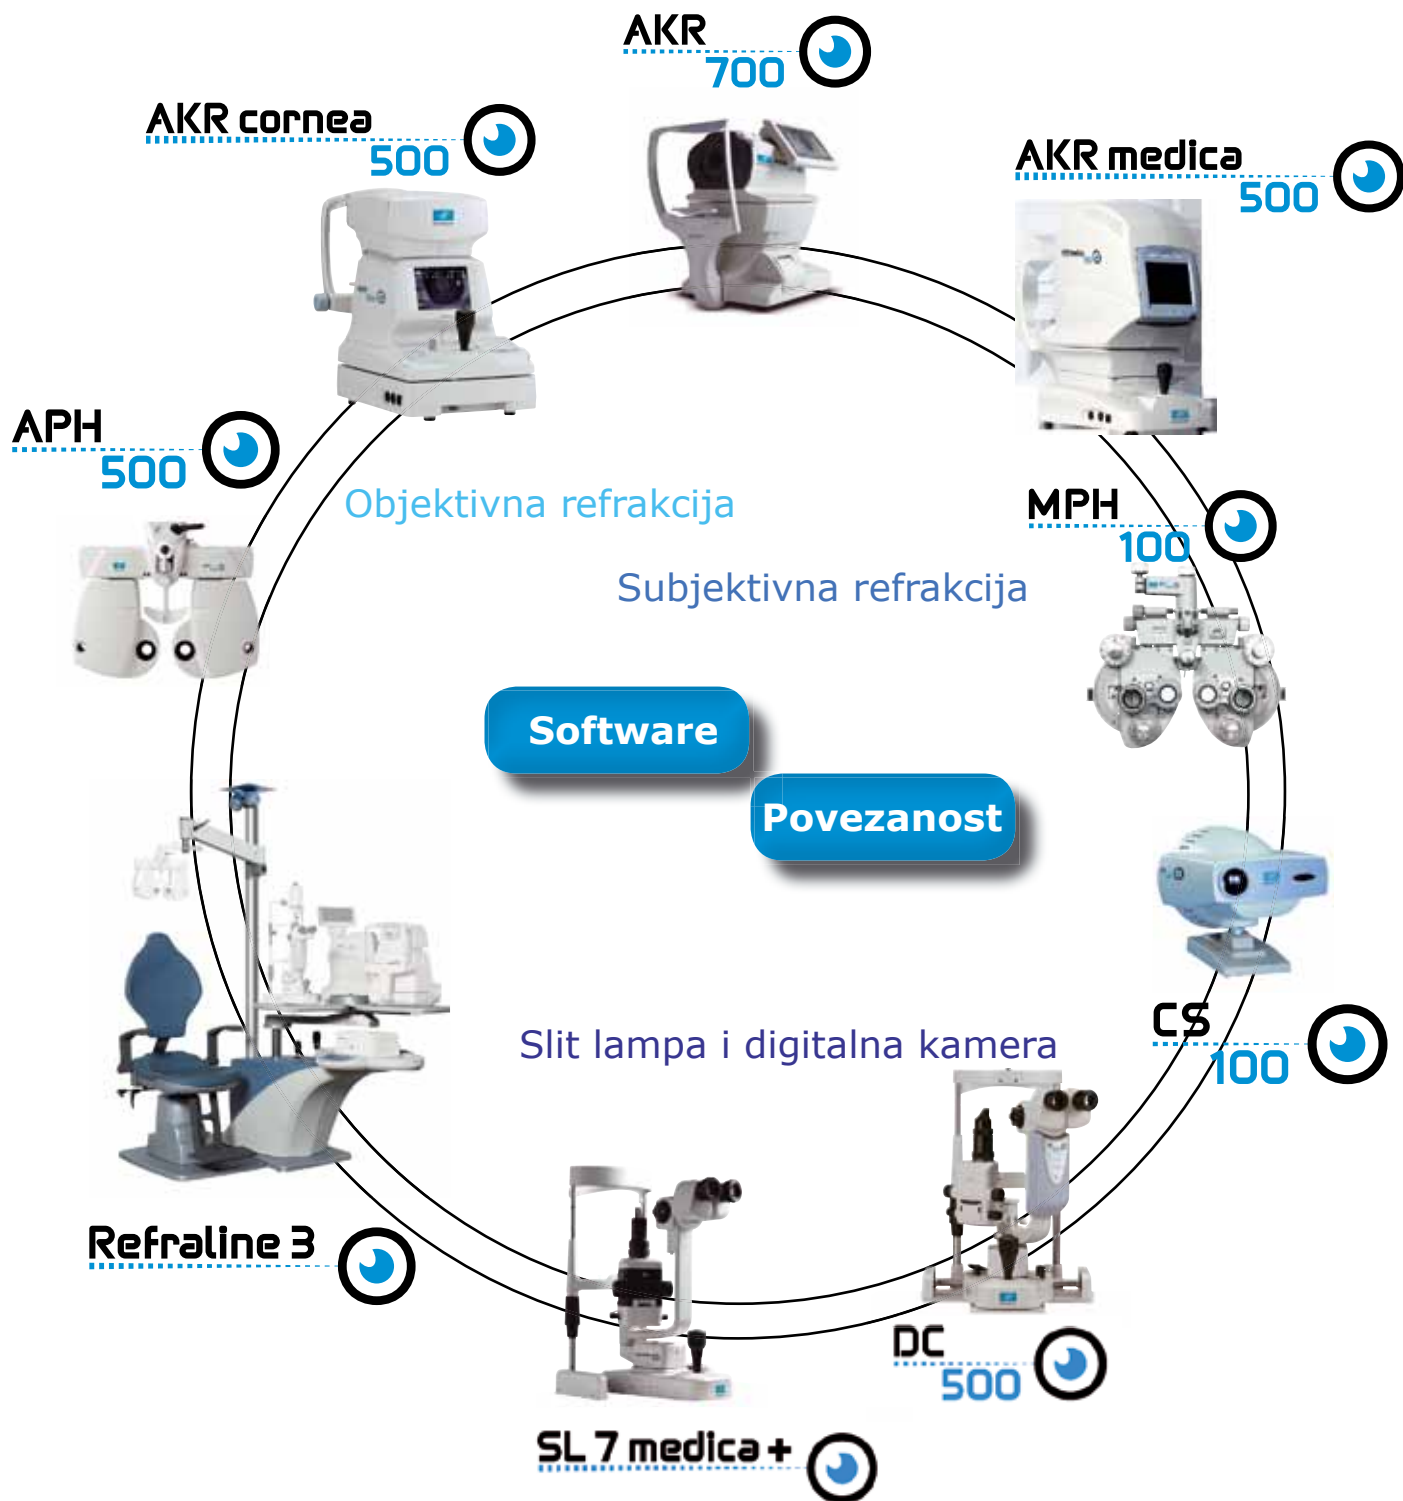 AKR
700
AKR cornea
500
AKR medica
500
APH
500
Objektivna refrakcija
MPH
100
Subjektivna refrakcija
Software
Povezanost
CS
100
Slit lampa i digitalna kamera
Refraline 3
DC
500
SL 7 medica +